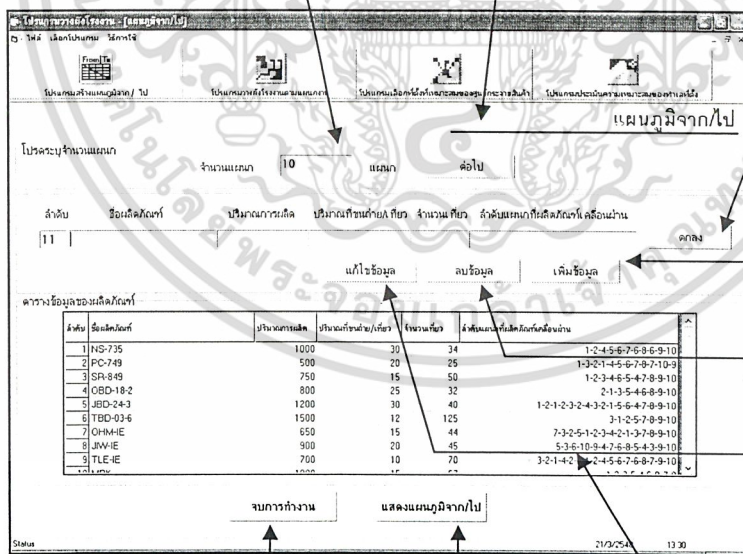 โปรแกรมวางผังโรงงาน - [แผนภูมิจาก/ไป]
ไฟล์ เลือกโปรแกรม วิธีการใช้
From To
โปรแกรมสร้างแผนภูมิจาก / ไป โปรแกรมวางผังโรงงานตามแผนกงาน โปรแกรมเลือกที่ตั้งที่เหมาะสมของศูนย์กระจายสินค้า โปรแกรมประเมินความเหมาะสมของทำเลที่ตั้ง
แผนภูมิจาก/ไป
โปรดระบุจำนวนแผนก
จำนวนแผนก 10 แผนก ต่อไป
ลำดับ ชื่อผลิตภัณฑ์ ปริมาณการผลิต ปริมาณที่ขนถ่าย/เที่ยว จำนวนเที่ยว ลำดับแผนกที่ผลิตภัณฑ์เคลื่อนผ่าน
11 ตกลง
แก้ไขข้อมูล ลบข้อมูล เพิ่มข้อมูล
ตารางข้อมูลของผลิตภัณฑ์
ลำดับ ชื่อผลิตภัณฑ์ ปริมาณการผลิต ปริมาณที่ขนถ่าย/เที่ยว จำนวนเที่ยว ลำดับแผนกที่ผลิตภัณฑ์เคลื่อนผ่าน
1 NS-735 1000 30 34 1-2-4-5-6-7-6-8-6-9-10
2 PC-749 500 20 25 1-3-2-1-4-5-6-7-8-7-10-9
3 SR-849 750 15 50 1-2-3-4-6-5-4-7-8-9-10
4 OBD-18-2 800 25 32 2-1-3-5-4-6-8-9-10
5 JBD-24-3 1200 30 40 1-2-1-2-3-2-4-3-2-1-5-6-4-7-8-9-10
6 TBD-03-6 1500 12 125 3-1-2-5-7-8-9-10
7 OHM-IE 650 15 44 7-3-2-5-1-2-3-4-2-1-3-7-8-9-10
8 JIW-IE 900 20 45 5-3-6-10-9-4-7-6-8-5-4-3-9-10
9 TLE-IE 700 10 70 3-2-1-4-2-1-2-4-5-6-7-6-8-7-9-10
จบการทำงาน แสดงแผนภูมิจาก/ไป
Status 13:30